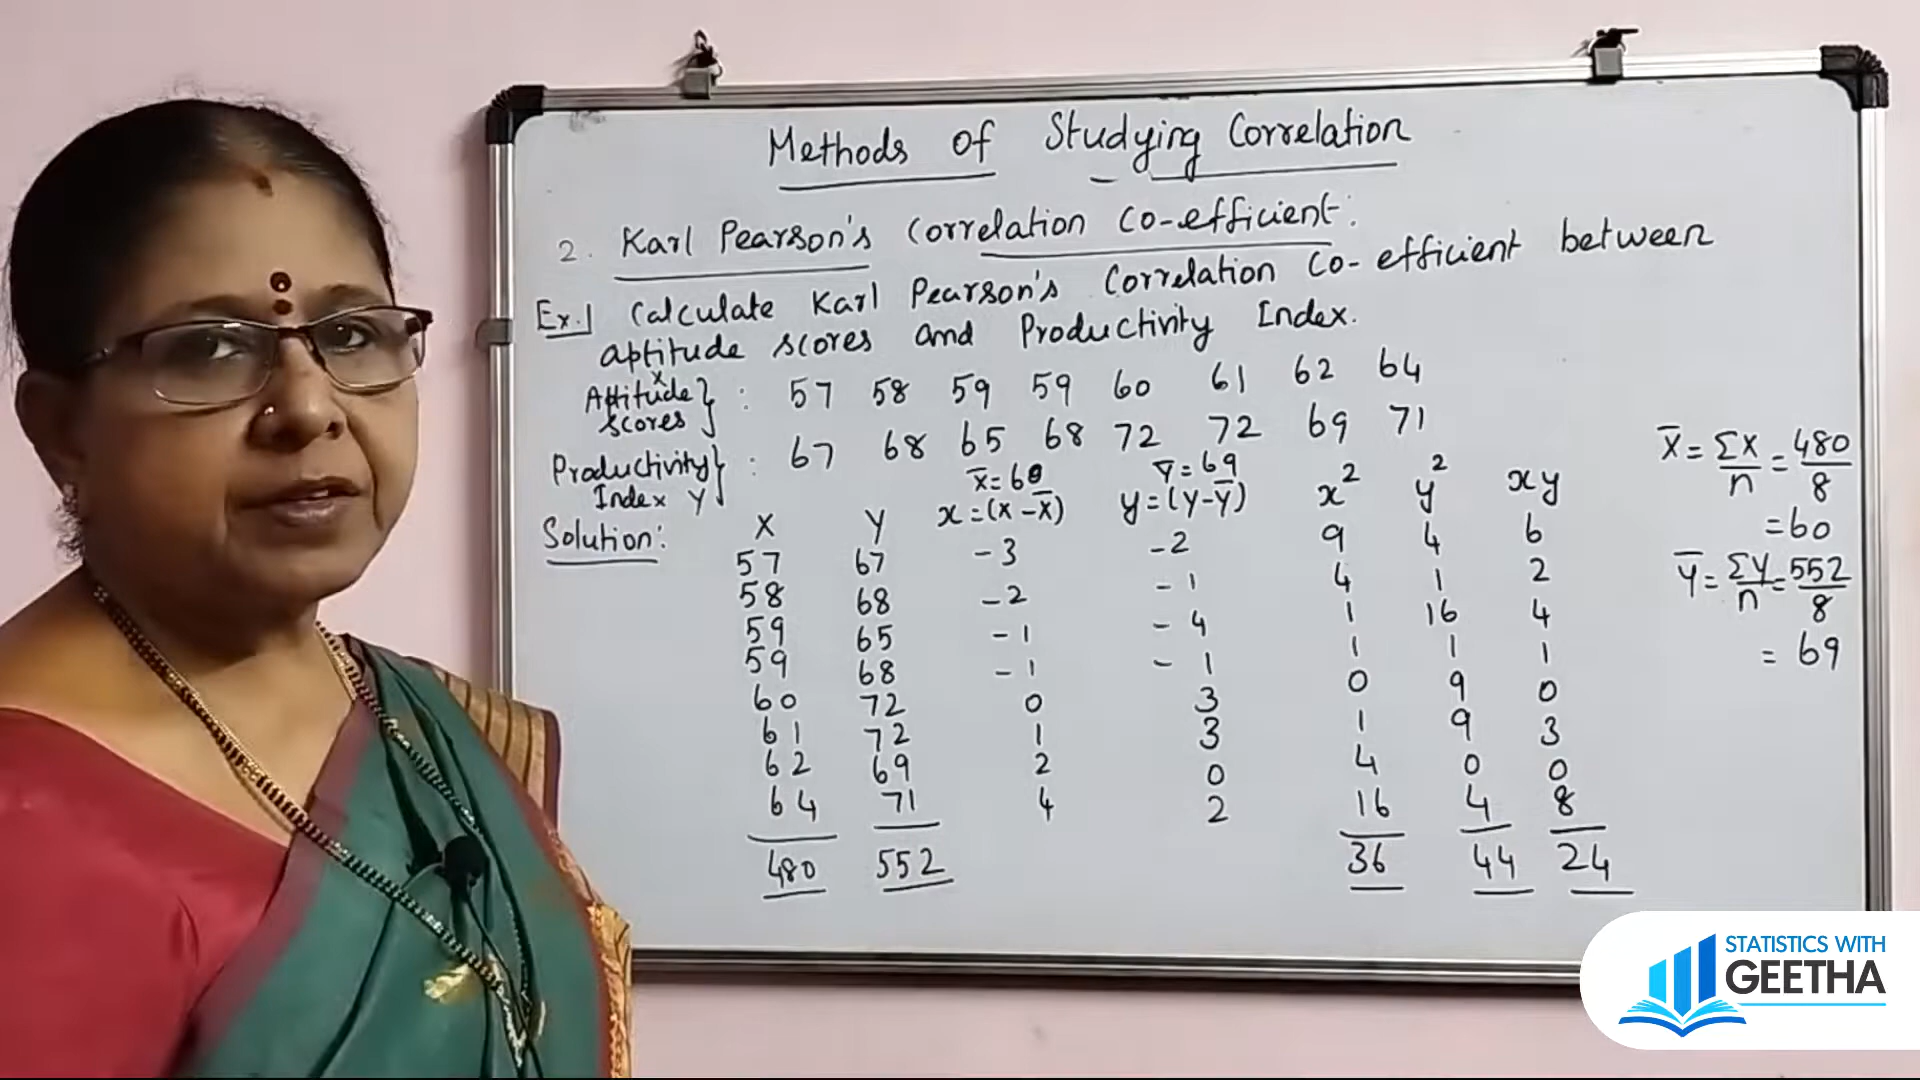 Methods of Studying Correlation
2. Karl Pearson's Correlation Co-efficient:
Ex.1 Calculate Karl Pearson's Correlation Co-efficient between
aptitude scores and Productivity Index.
X
Attitude } : 57 58 59 59 60 61 62 64
scores
Productivity } : 67 68 65 68 72 72 69 71
Index Y
X̄=60 Ȳ=69
Solution: X Y x=(X-X̄) y=(Y-Ȳ) x² y² xy
57 67 -3 -2 9 4 6
58 68 -2 -1 4 1 2
59 65 -1 -4 1 16 4
59 68 -1 -1 1 1 1
60 72 0 3 0 9 0
61 72 1 3 1 9 3
62 69 2 0 4 0 0
64 71 4 2 16 4 8
480 552 36 44 24
X̄ = ΣX/n = 480/8
= 60
Ȳ = ΣY/n = 552/8
= 69
STATISTICS WITH
GEETHA